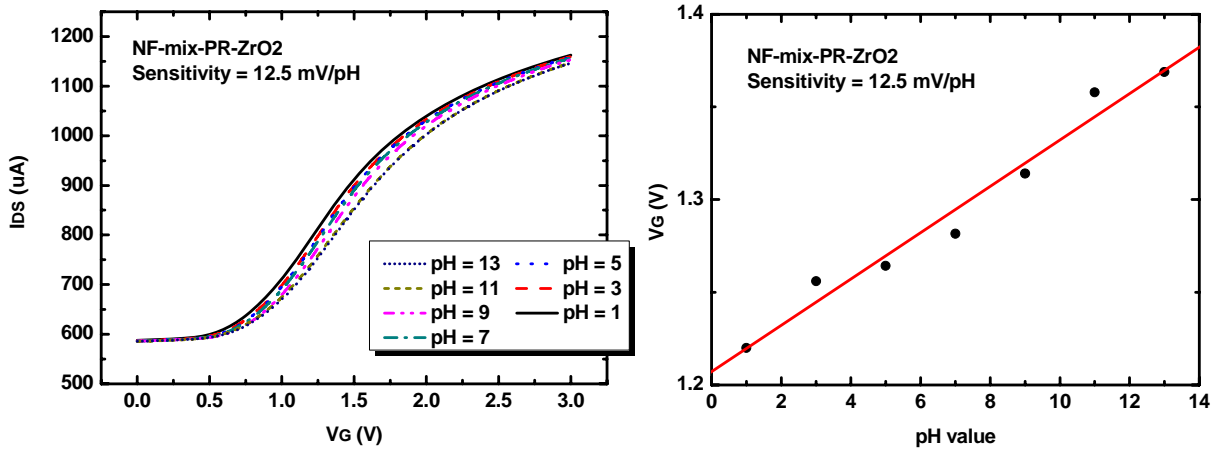 NF-mix-PR-ZrO2
Sensitivity = 12.5 mV/pH
1200
1100
1000
900
800
700
600
500
IDS (uA)
0.0 0.5 1.0 1.5 2.0 2.5 3.0
VG (V)
pH = 13 pH = 5
pH = 11 pH = 3
pH = 9 pH = 1
pH = 7
NF-mix-PR-ZrO2
Sensitivity = 12.5 mV/pH
1.4
1.3
1.2
VG (V)
0 2 4 6 8 10 12 14
pH value